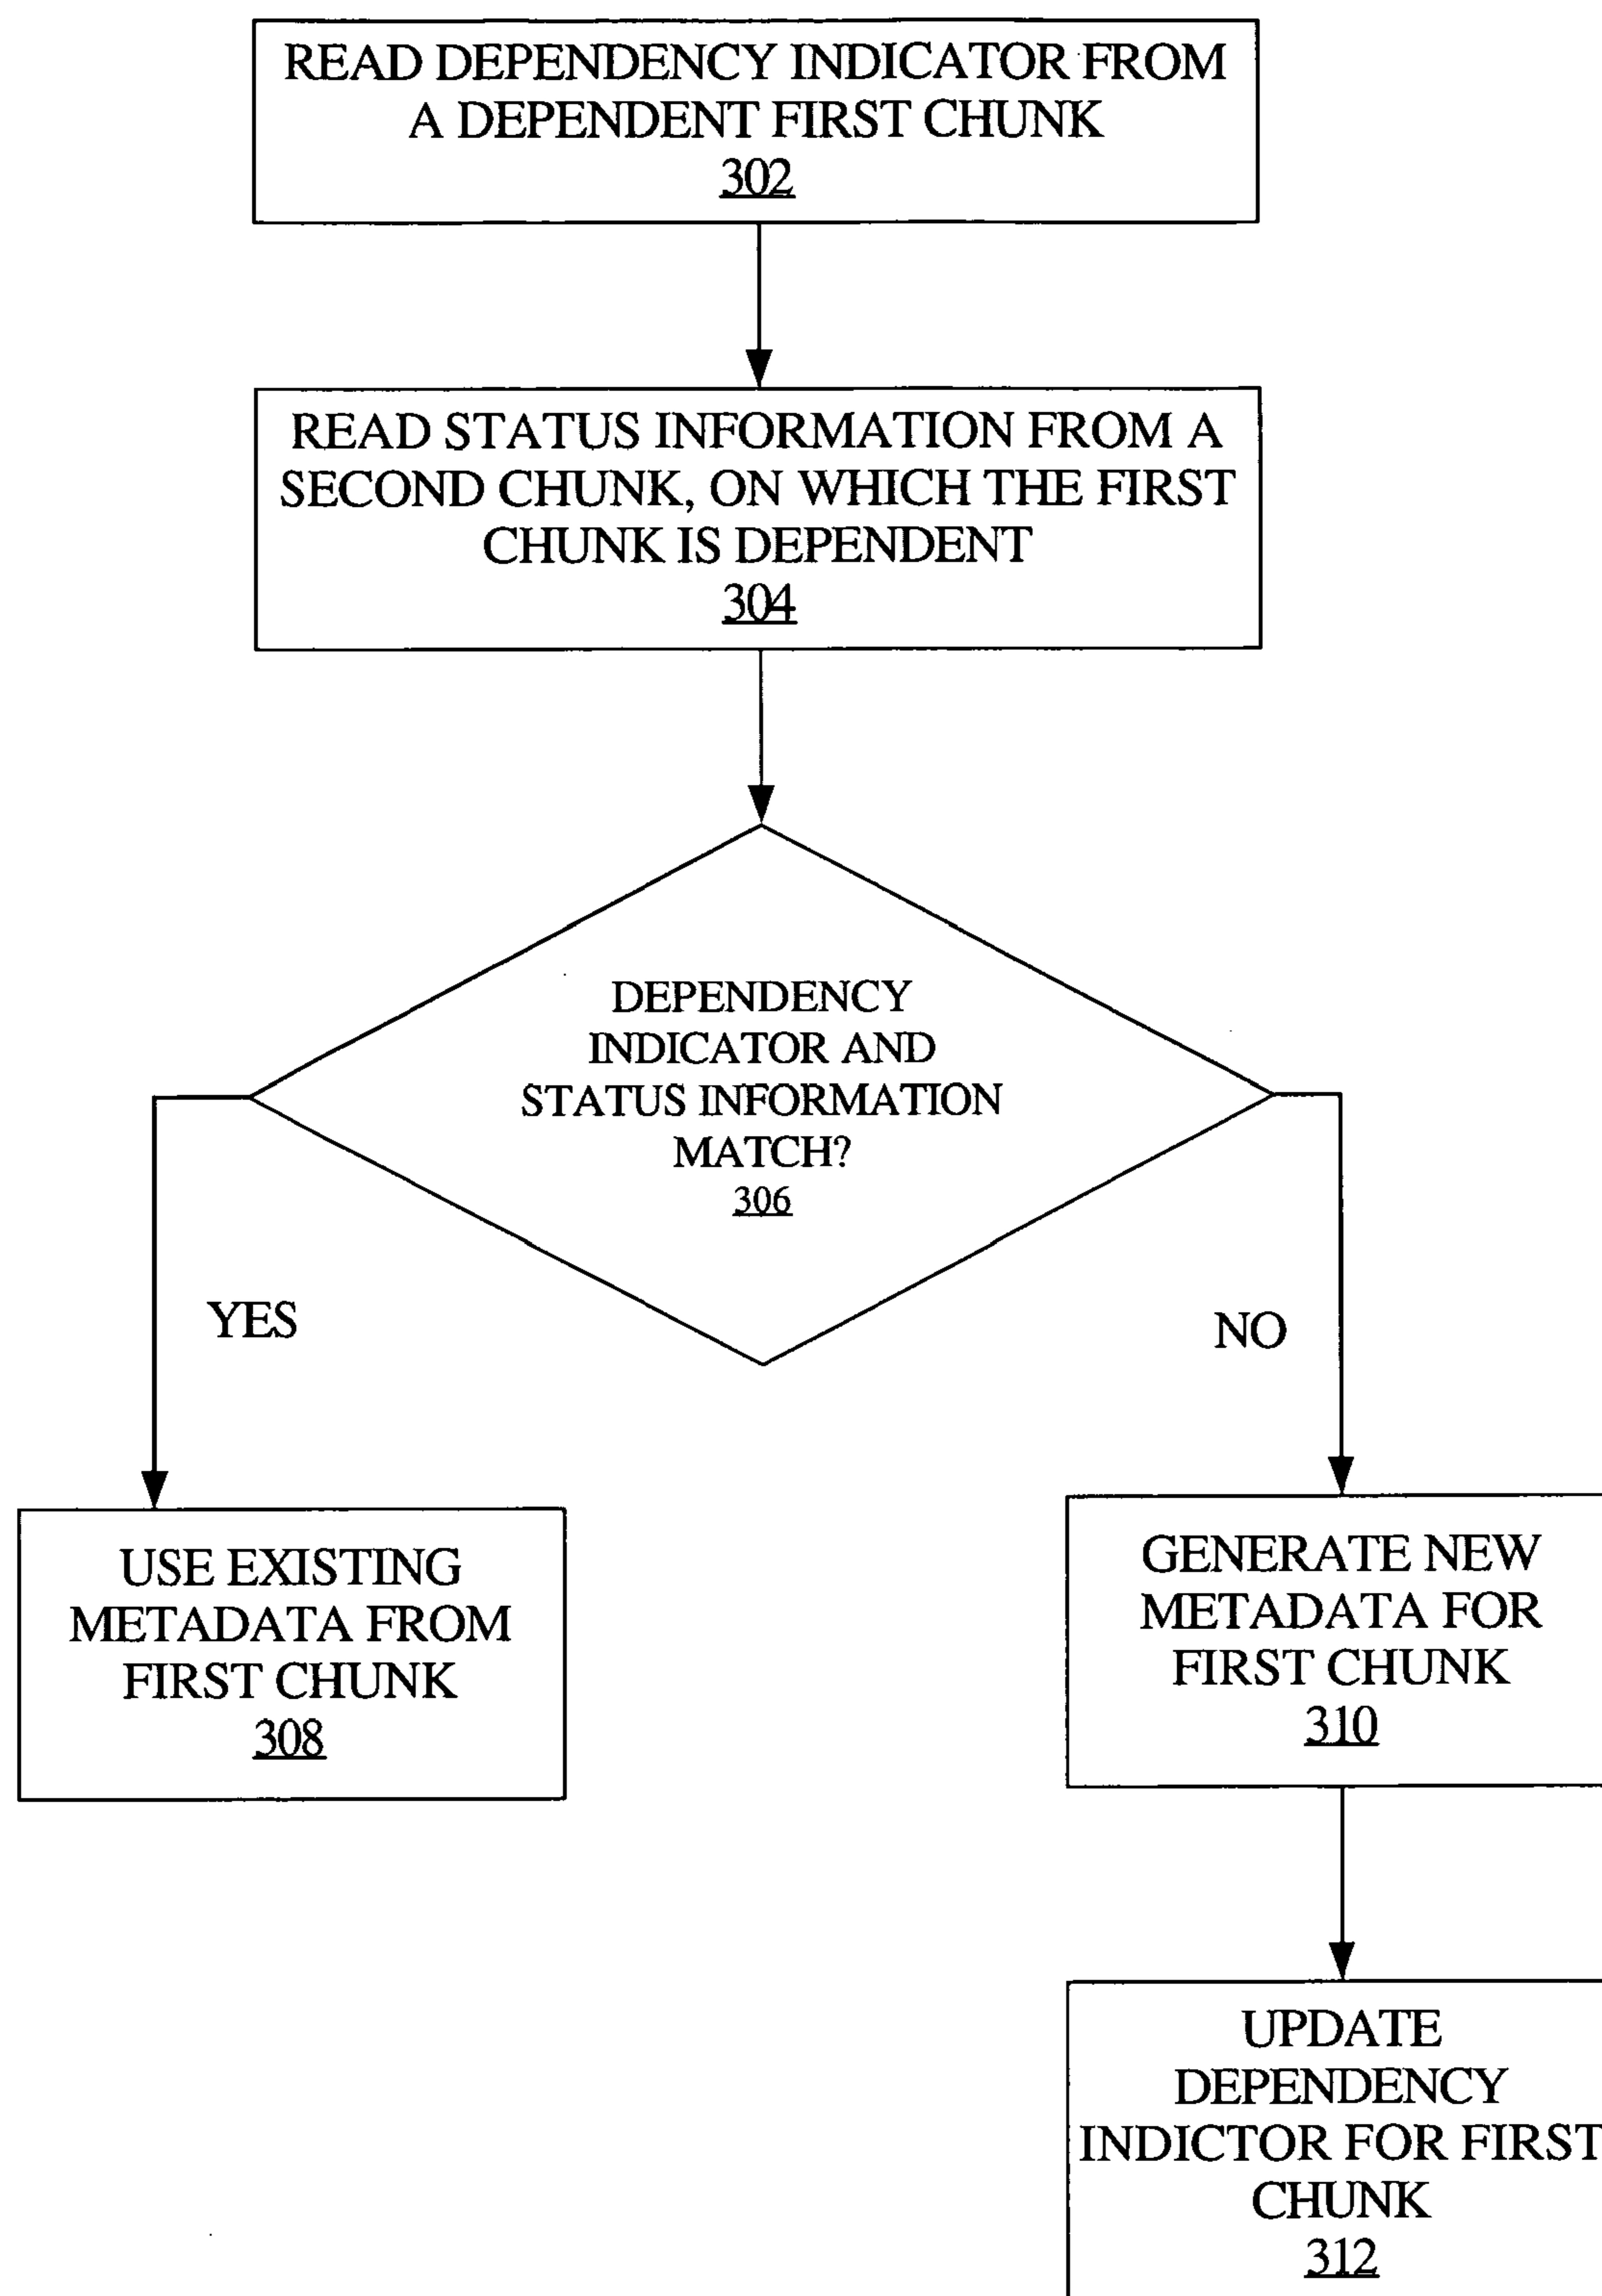 READ DEPENDENCY INDICATOR FROM
A DEPENDENT FIRST CHUNK
302
READ STATUS INFORMATION FROM A
SECOND CHUNK, ON WHICH THE FIRST
CHUNK IS DEPENDENT
304
DEPENDENCY
INDICATOR AND
STATUS INFORMATION
MATCH?
306
YES
NO
USE EXISTING
METADATA FROM
FIRST CHUNK
308
GENERATE NEW
METADATA FOR
FIRST CHUNK
310
UPDATE
DEPENDENCY
INDICTOR FOR FIRST
CHUNK
312